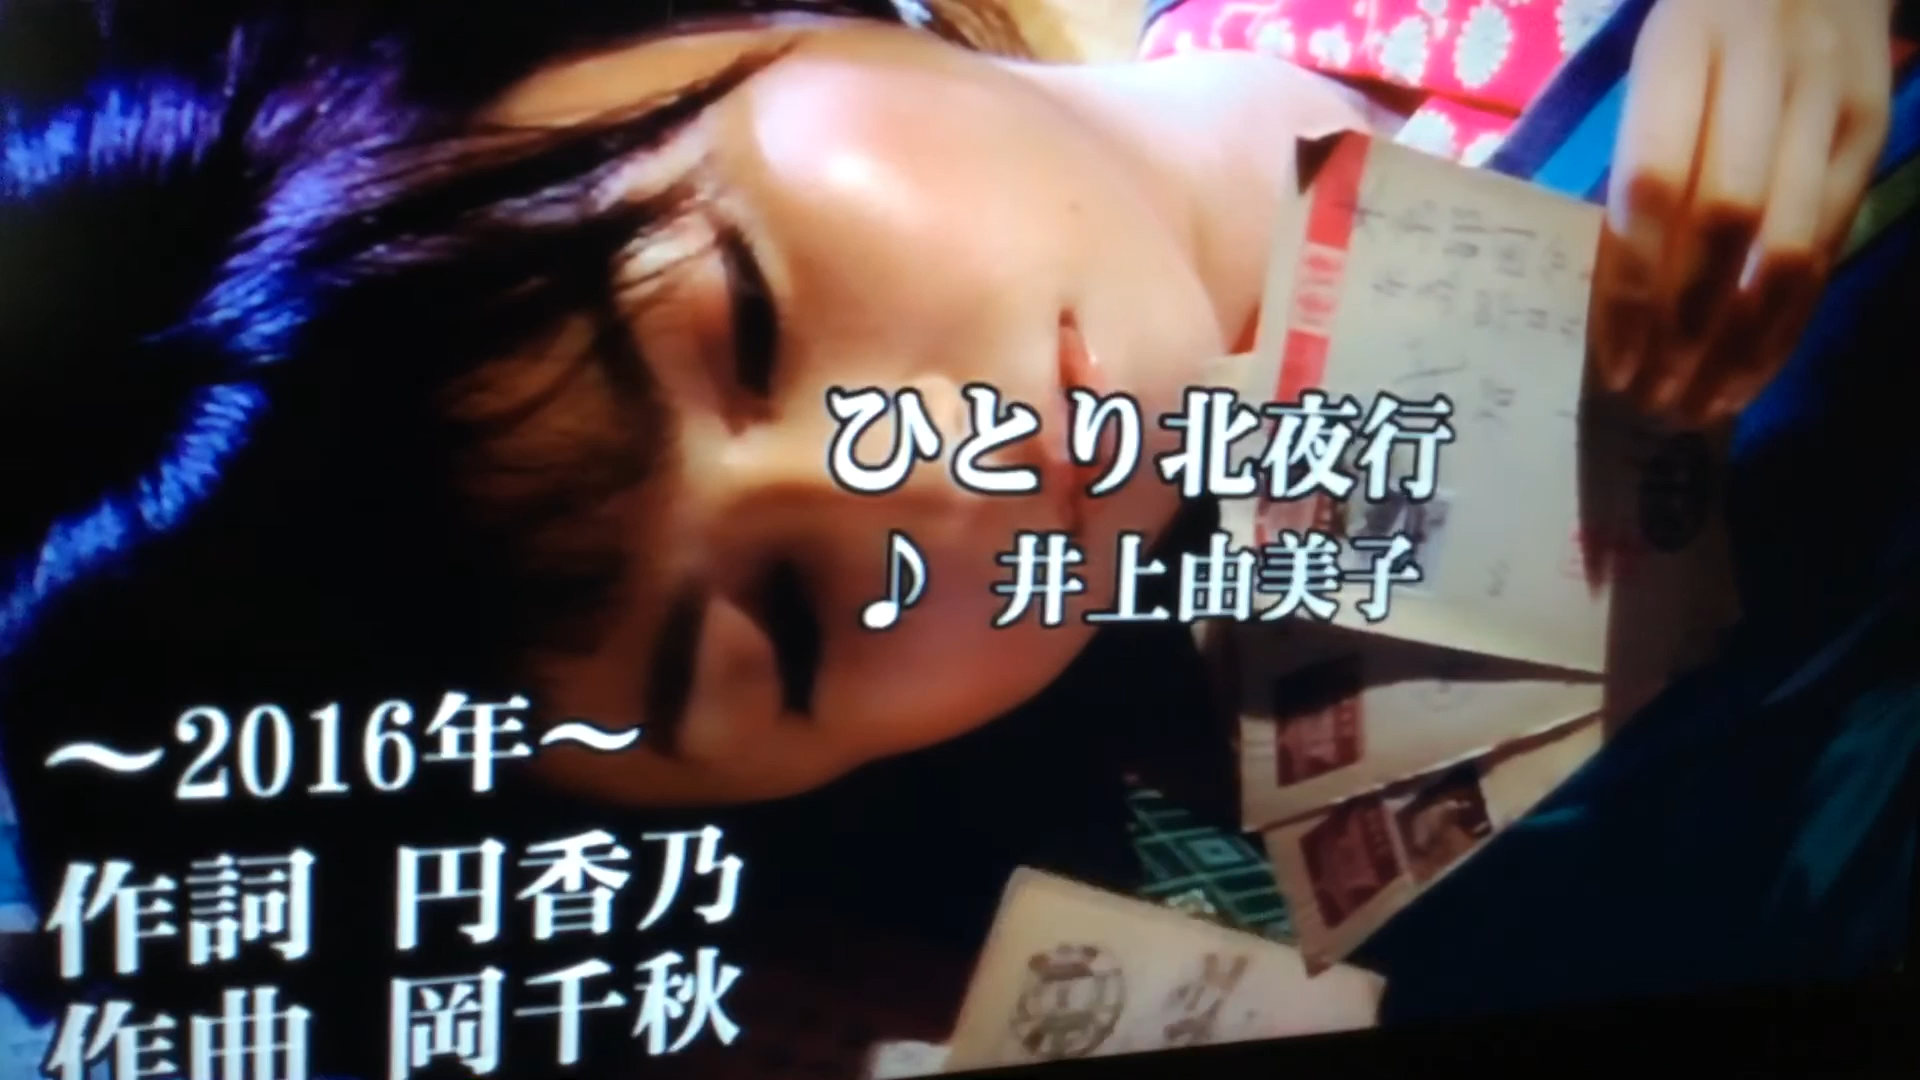 ひとり北夜行
♪ 井上由美子
～2016年～
作詞 円香乃
作曲 岡千秋